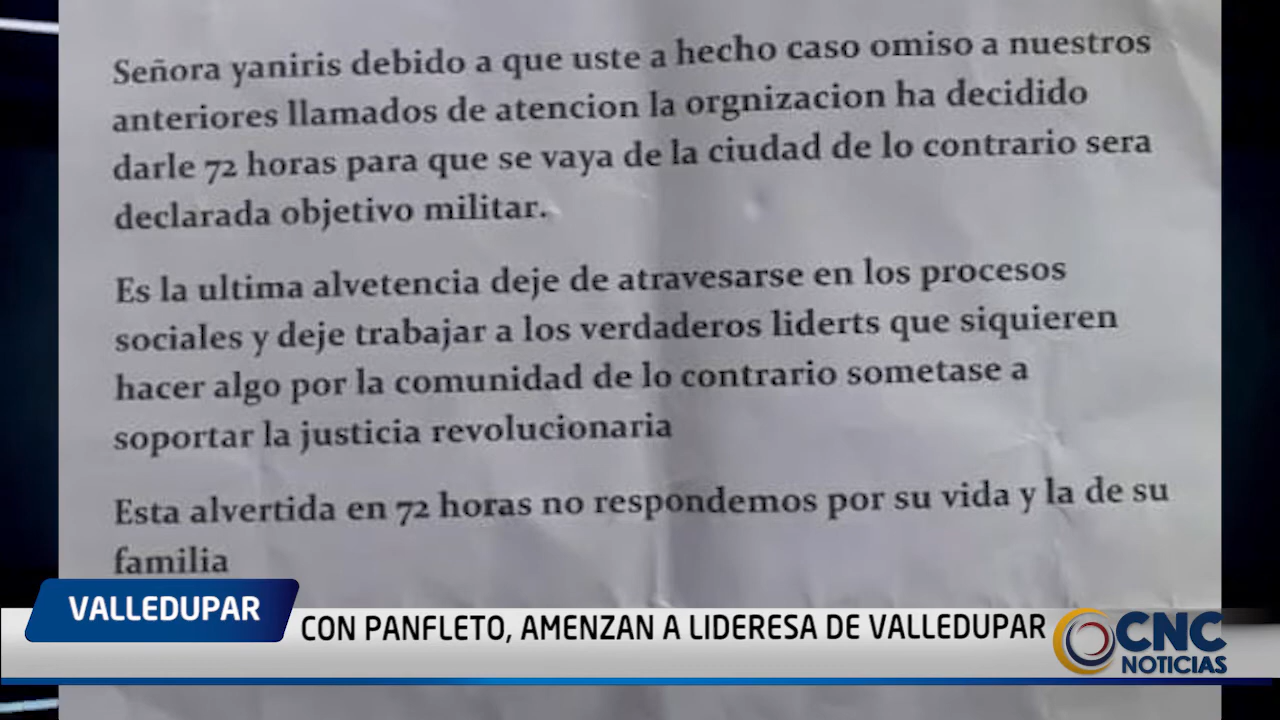 Señora yaniris debido a que uste a hecho caso omiso a nuestros
anteriores llamados de atencion la orgnizacion ha decidido
darle 72 horas para que se vaya de la ciudad de lo contrario sera
declarada objetivo militar.
Es la ultima alvetencia deje de atravesarse en los procesos
sociales y deje trabajar a los verdaderos liderts que siquieren
hacer algo por la comunidad de lo contrario sometase a
soportar la justicia revolucionaria
Esta alvertida en 72 horas no respondemos por su vida y la de su
familia
VALLEDUPAR
CON PANFLETO, AMENZAN A LIDERESA DE VALLEDUPAR
CNC
NOTICIAS